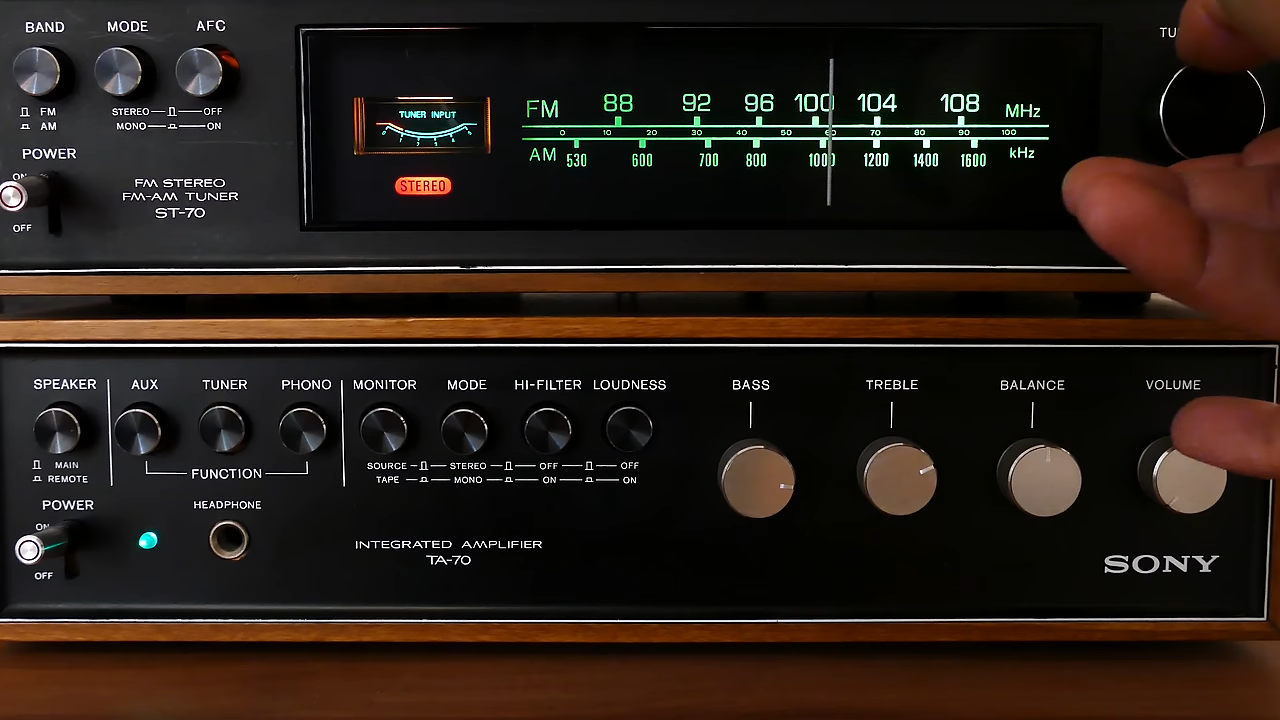 BAND MODE AFC
FM STEREO OFF
AM MONO ON
POWER
ON
OFF
FM STEREO
FM-AM TUNER
ST-70
TUNER INPUT
STEREO
FM 88 92 96 100 104 108 MHz
0 10 20 30 40 50 60 70 80 90 100
AM 530 600 700 800 1000 1200 1400 1600 kHz
TU
SPEAKER AUX TUNER PHONO MONITOR MODE HI-FILTER LOUDNESS BASS TREBLE BALANCE VOLUME
MAIN
REMOTE
FUNCTION
SOURCE STEREO OFF OFF
TAPE MONO ON ON
POWER
ON
OFF
HEADPHONE
INTEGRATED AMPLIFIER
TA-70
SONY